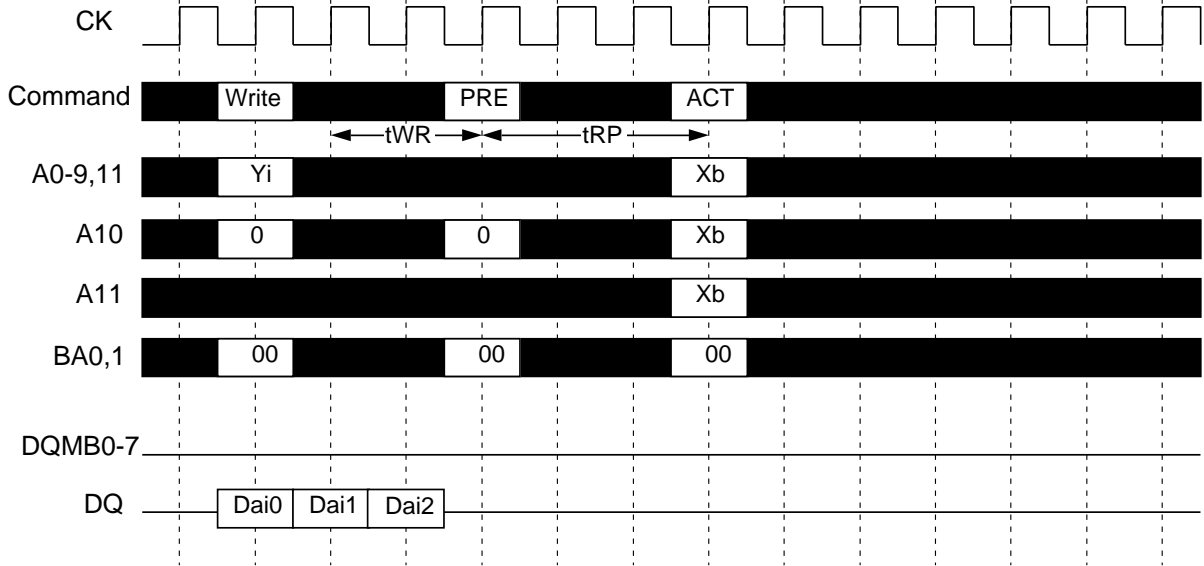 CK
Command Write PRE ACT
tWR tRP
A0-9,11 Yi Xb
A10 0 0 Xb
A11 Xb
BA0,1 00 00 00
DQMB0-7
DQ Dai0 Dai1 Dai2